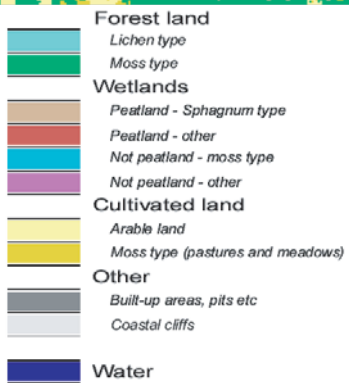 Forest land
Lichen type
Moss type
Wetlands
Peatland - Sphagnum type
Peatland - other
Not peatland - moss type
Not peatland - other
Cultivated land
Arable land
Moss type (pastures and meadows)
Other
Built-up areas, pits etc
Coastal cliffs
Water